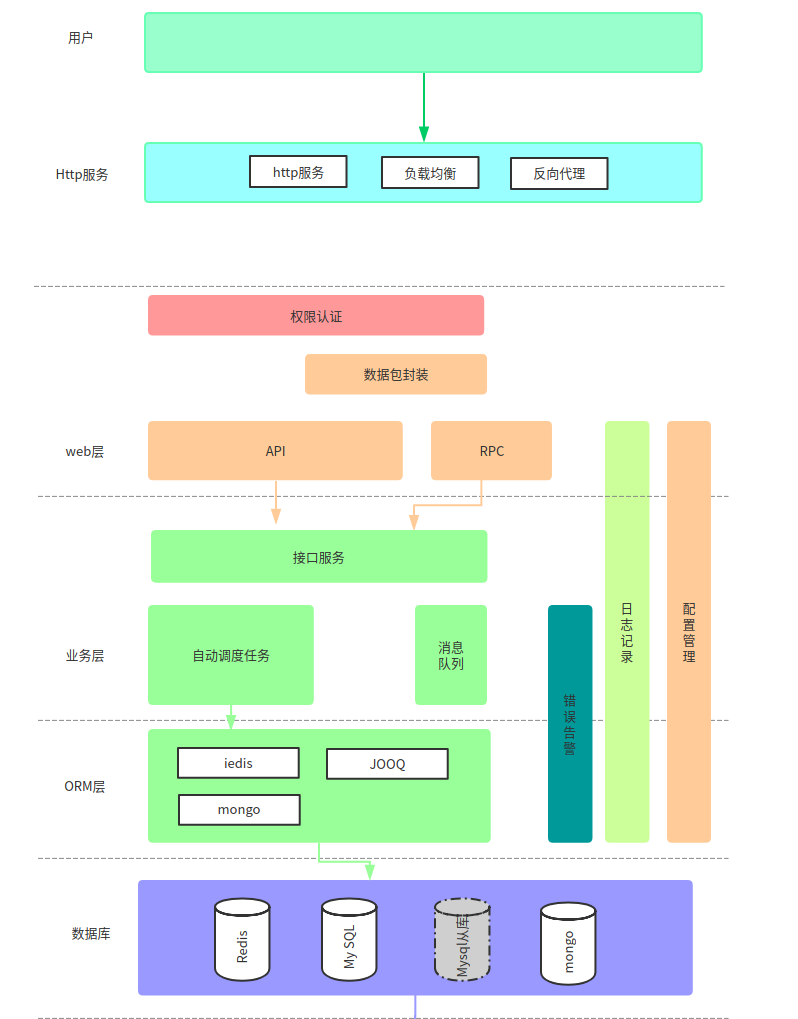 用户
Http服务
http服务
负载均衡
反向代理
权限认证
数据包封装
web层
API
RPC
接口服务
业务层
自动调度任务
消息
队列
错误告警
日志记录
配置管理
ORM层
iedis
JOOQ
mongo
数据库
Redis
My SQL
Mysql从库
mongo